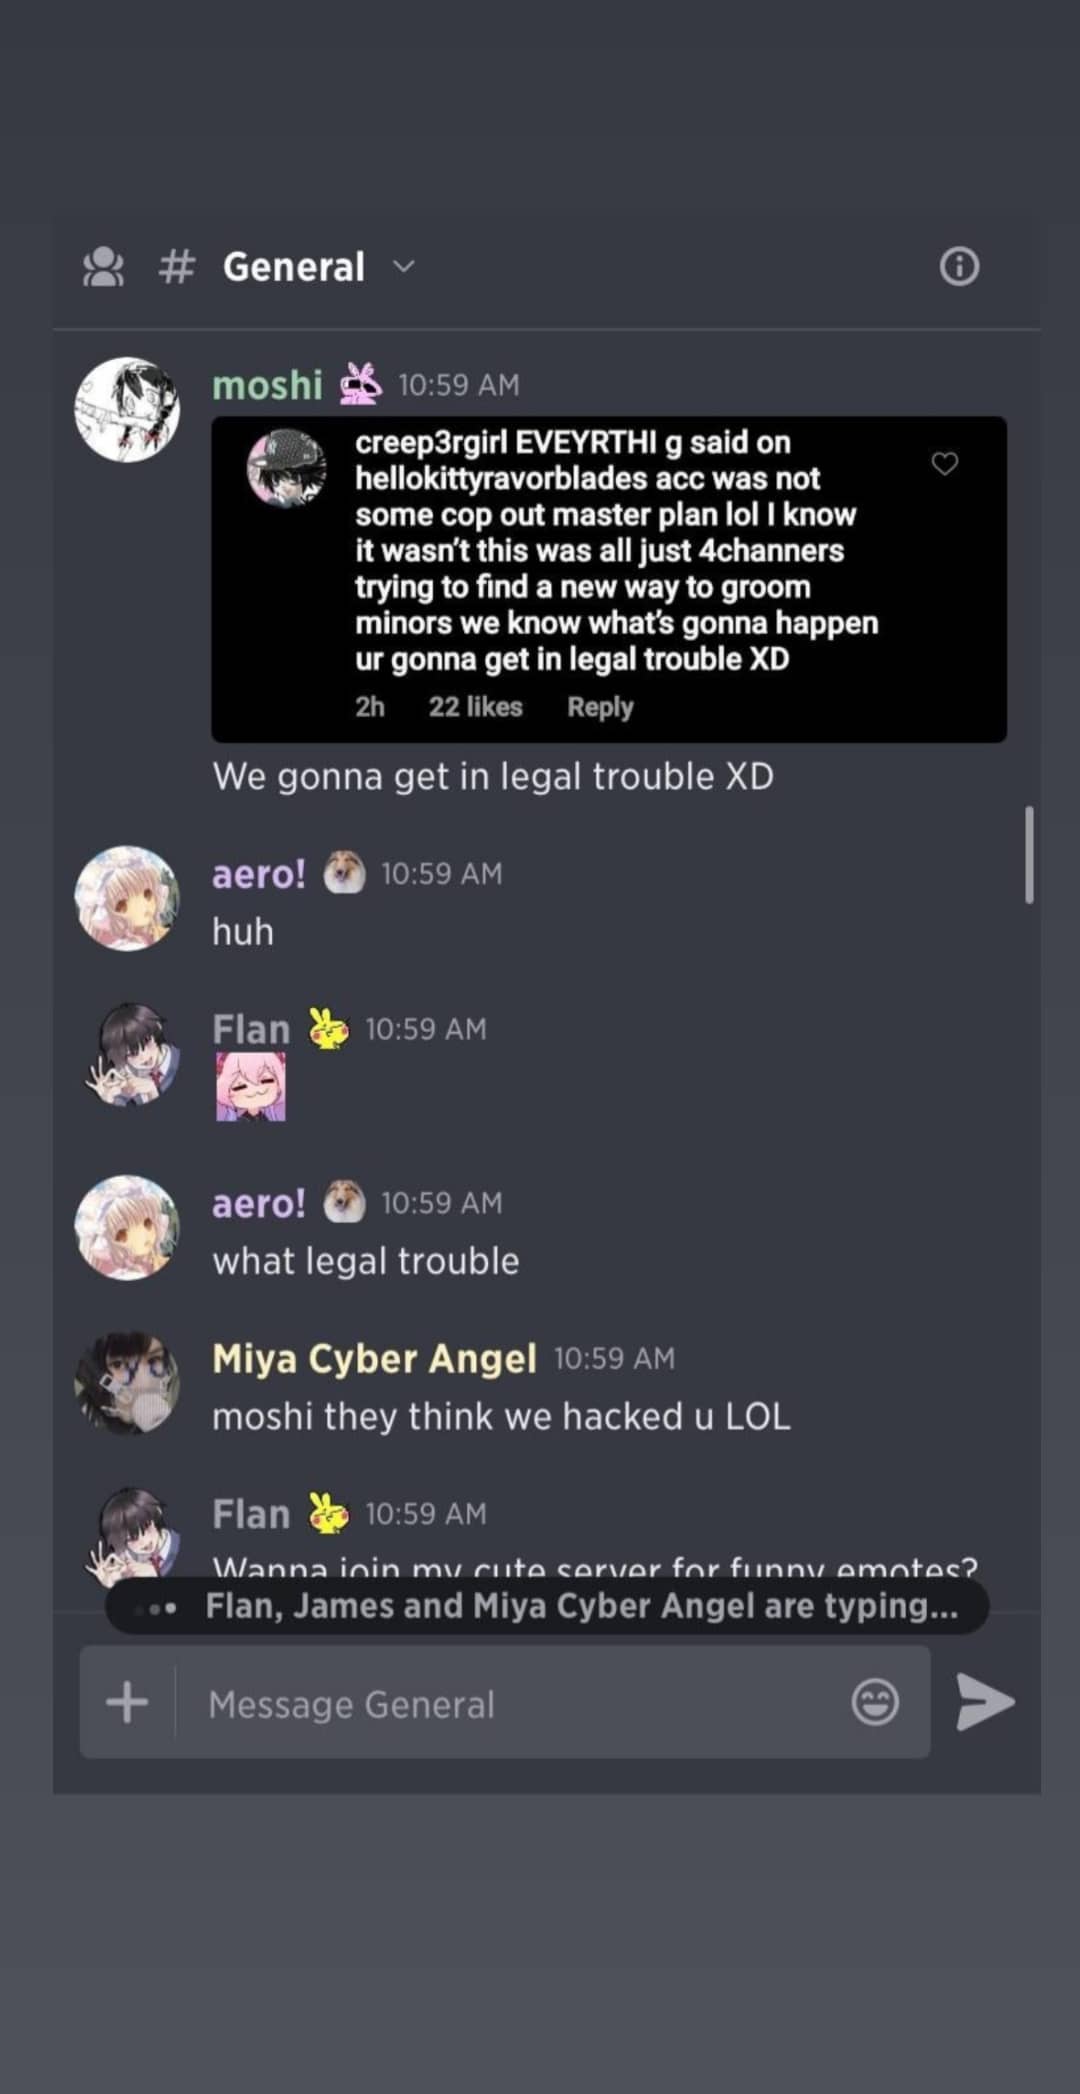 # General
moshi 10:59 AM
creep3rgirl EVEYRTHI g said on
hellokittyravorblades acc was not
some cop out master plan lol I know
it wasn't this was all just 4channers
trying to find a new way to groom
minors we know what's gonna happen
ur gonna get in legal trouble XD
2h 22 likes Reply
We gonna get in legal trouble XD
aero! 10:59 AM
huh
Flan 10:59 AM
aero! 10:59 AM
what legal trouble
Miya Cyber Angel 10:59 AM
moshi they think we hacked u LOL
Flan 10:59 AM
Wanna join my cute server for funny emotes?
Flan, James and Miya Cyber Angel are typing...
Message General